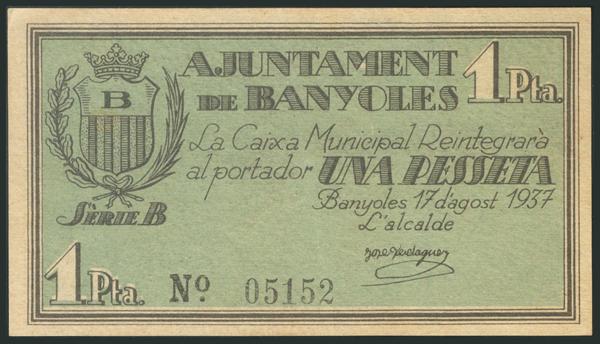 AJUNTAMENT
DE BANYOLES
1 Pta.
B
La Caixa Municipal Reintegrarà
al portador UNA PESSETA
Banyoles 17 d'agost 1937
L'alcalde
SÈRIE B
1 Pta.
Nº 05152